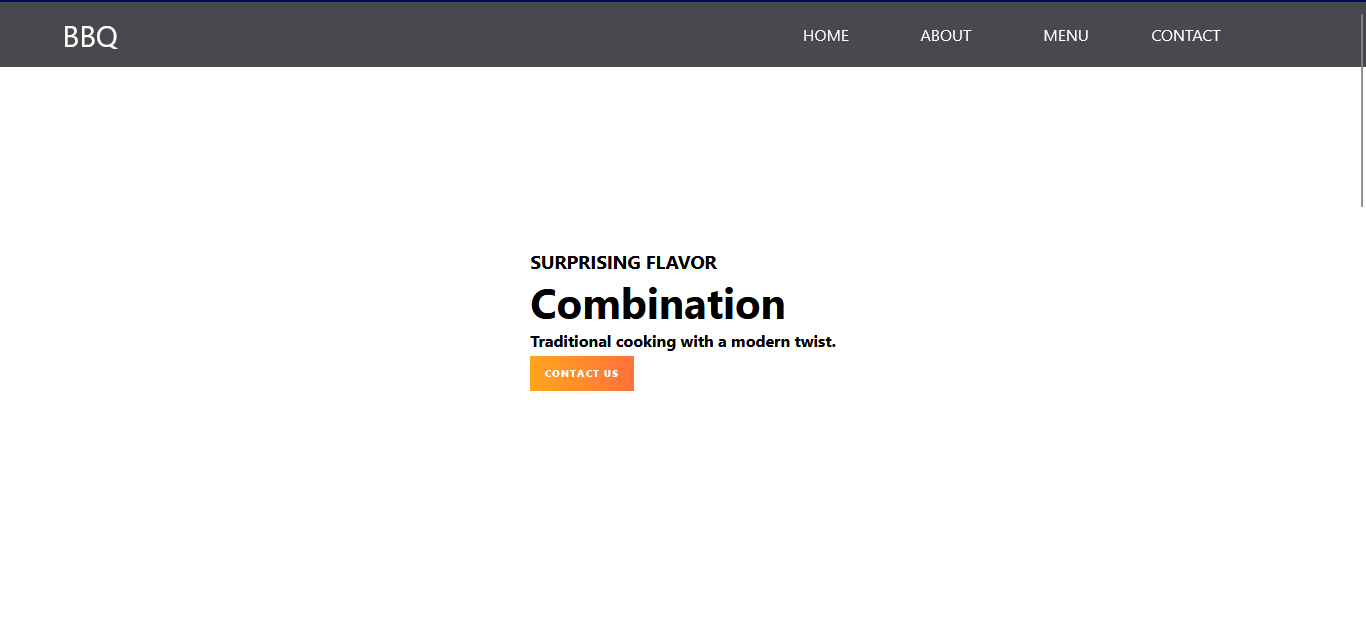 BBQ HOME ABOUT MENU CONTACT
SURPRISING FLAVOR
Combination
Traditional cooking with a modern twist.
CONTACT US